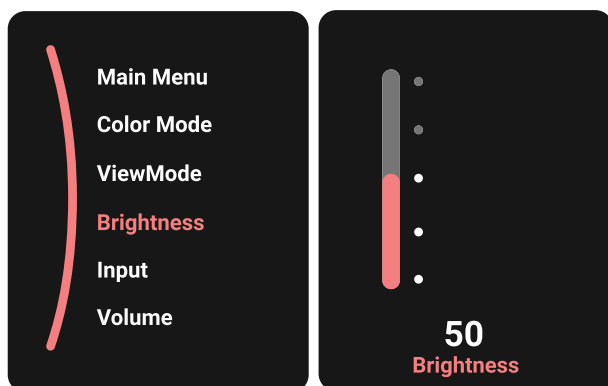 Main Menu
Color Mode
ViewMode
Brightness
Input
Volume
50
Brightness